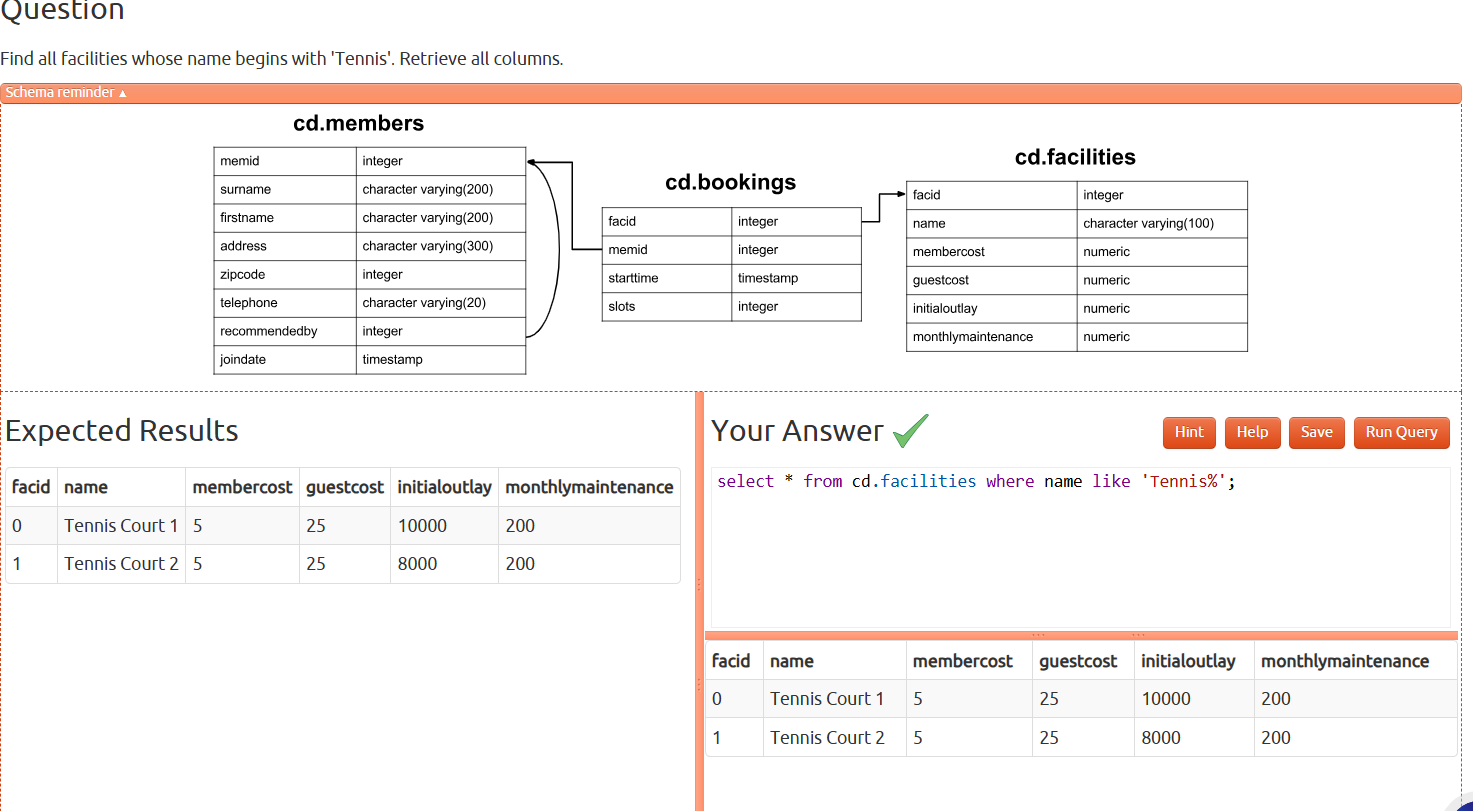 Question
Find all facilities whose name begins with 'Tennis'. Retrieve all columns.
Schema reminder ▲
cd.members
memid integer
surname character varying(200)
firstname character varying(200)
address character varying(300)
zipcode integer
telephone character varying(20)
recommendedby integer
joindate timestamp
cd.bookings
facid integer
memid integer
starttime timestamp
slots integer
cd.facilities
facid integer
name character varying(100)
membercost numeric
guestcost numeric
initialoutlay numeric
monthlymaintenance numeric
Expected Results
facid name membercost guestcost initialoutlay monthlymaintenance
0 Tennis Court 1 5 25 10000 200
1 Tennis Court 2 5 25 8000 200
Your Answer
Hint Help Save Run Query
select * from cd.facilities where name like 'Tennis%';
facid name membercost guestcost initialoutlay monthlymaintenance
0 Tennis Court 1 5 25 10000 200
1 Tennis Court 2 5 25 8000 200